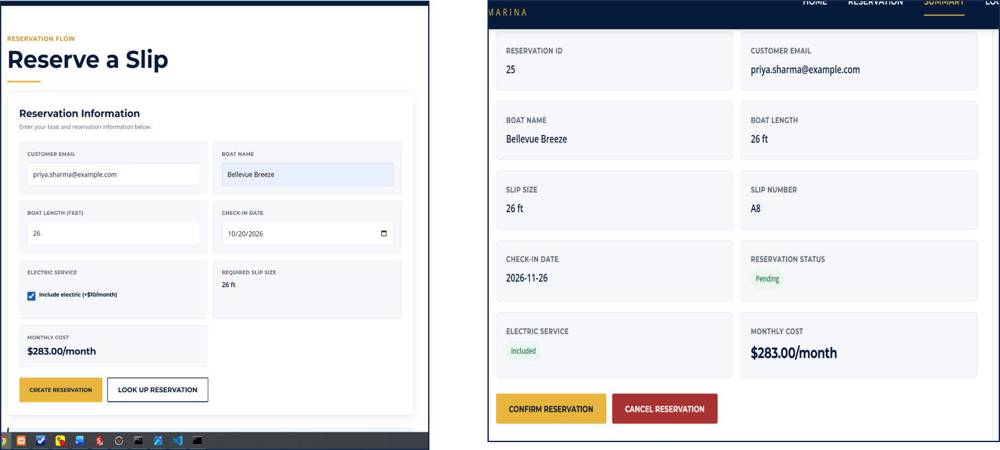 RESERVATION FLOW
Reserve a Slip
Reservation Information
Enter your boat and reservation information below.
CUSTOMER EMAIL
priya.sharma@example.com
BOAT NAME
Bellevue Breeze
BOAT LENGTH (FEET)
26
CHECK-IN DATE
10/20/2026
ELECTRIC SERVICE
Include electric (+$10/month)
REQUIRED SLIP SIZE
26 ft
MONTHLY COST
$283.00/month
CREATE RESERVATION
LOOK UP RESERVATION
MARINA
HOME
RESERVATION
SUMMARY
RESERVATION ID
25
CUSTOMER EMAIL
priya.sharma@example.com
BOAT NAME
Bellevue Breeze
BOAT LENGTH
26 ft
SLIP SIZE
26 ft
SLIP NUMBER
A8
CHECK-IN DATE
2026-11-26
RESERVATION STATUS
Pending
ELECTRIC SERVICE
Included
MONTHLY COST
$283.00/month
CONFIRM RESERVATION
CANCEL RESERVATION